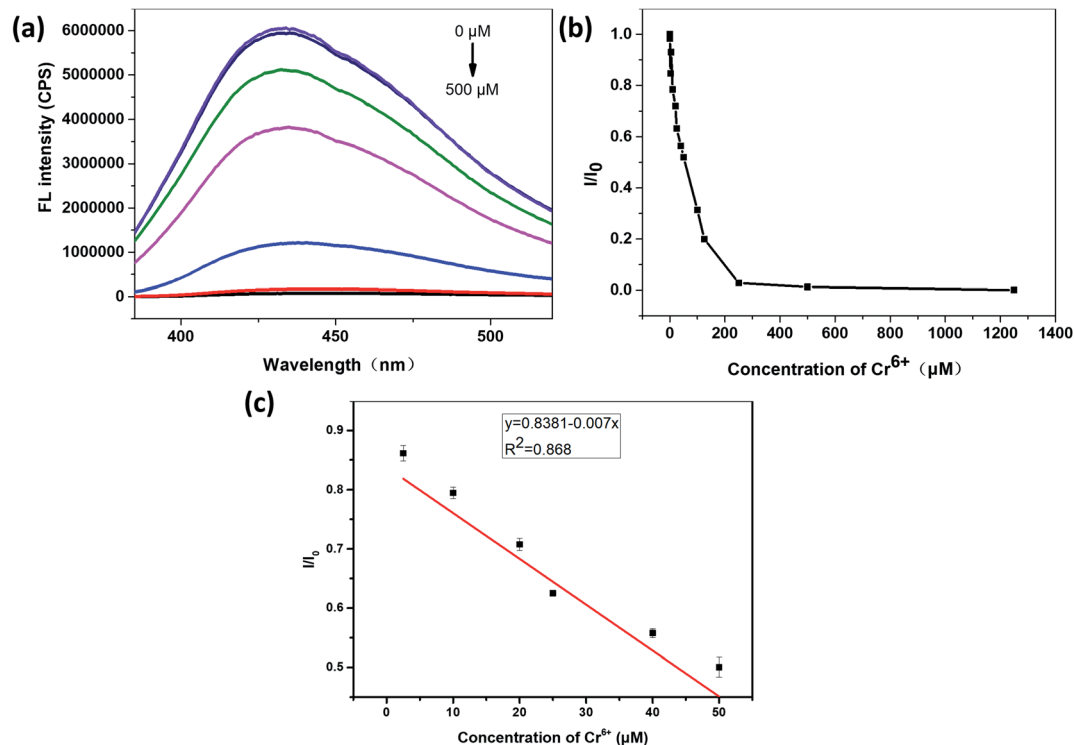 (a)
6000000
5000000
4000000
3000000
2000000
1000000
0
FL intensity (CPS)
0 μM
500 μM
400
450
500
Wavelength（nm）
(b)
1.0
0.8
0.6
0.4
0.2
0.0
I/I0
0
200
400
600
800
1000
1200
1400
Concentration of Cr6+（μM）
(c)
y=0.8381-0.007x
R2=0.868
0.9
0.8
0.7
0.6
0.5
I/I0
0
10
20
30
40
50
Concentration of Cr6+ (μM)